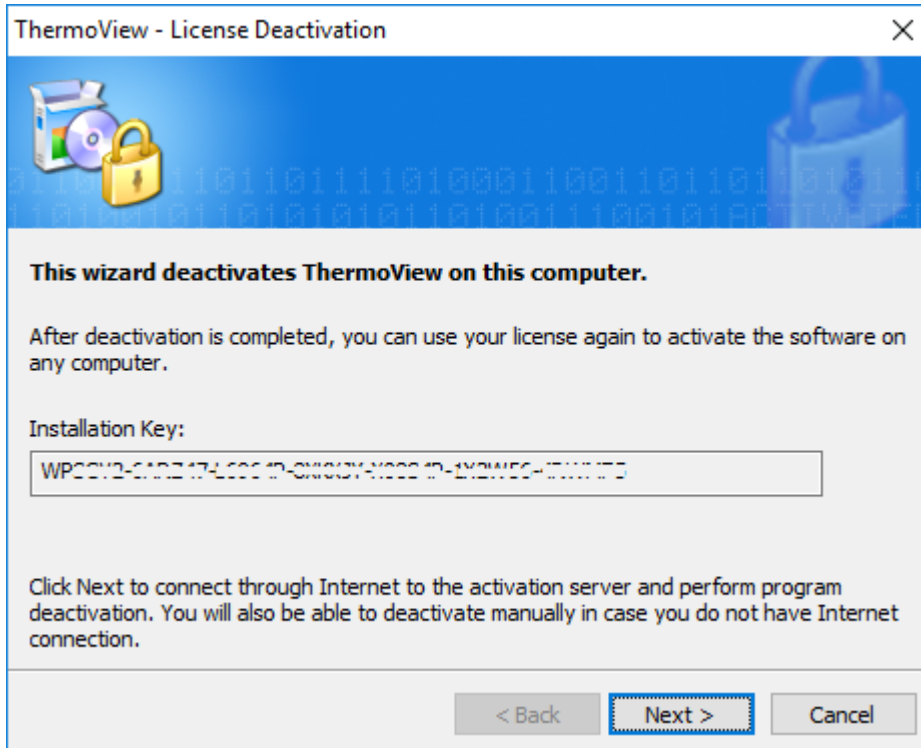 ThermoView - License Deactivation
This wizard deactivates ThermoView on this computer.
After deactivation is completed, you can use your license again to activate the software on
any computer.
Installation Key:
Click Next to connect through Internet to the activation server and perform program
deactivation. You will also be able to deactivate manually in case you do not have Internet
connection.
< Back
Next >
Cancel